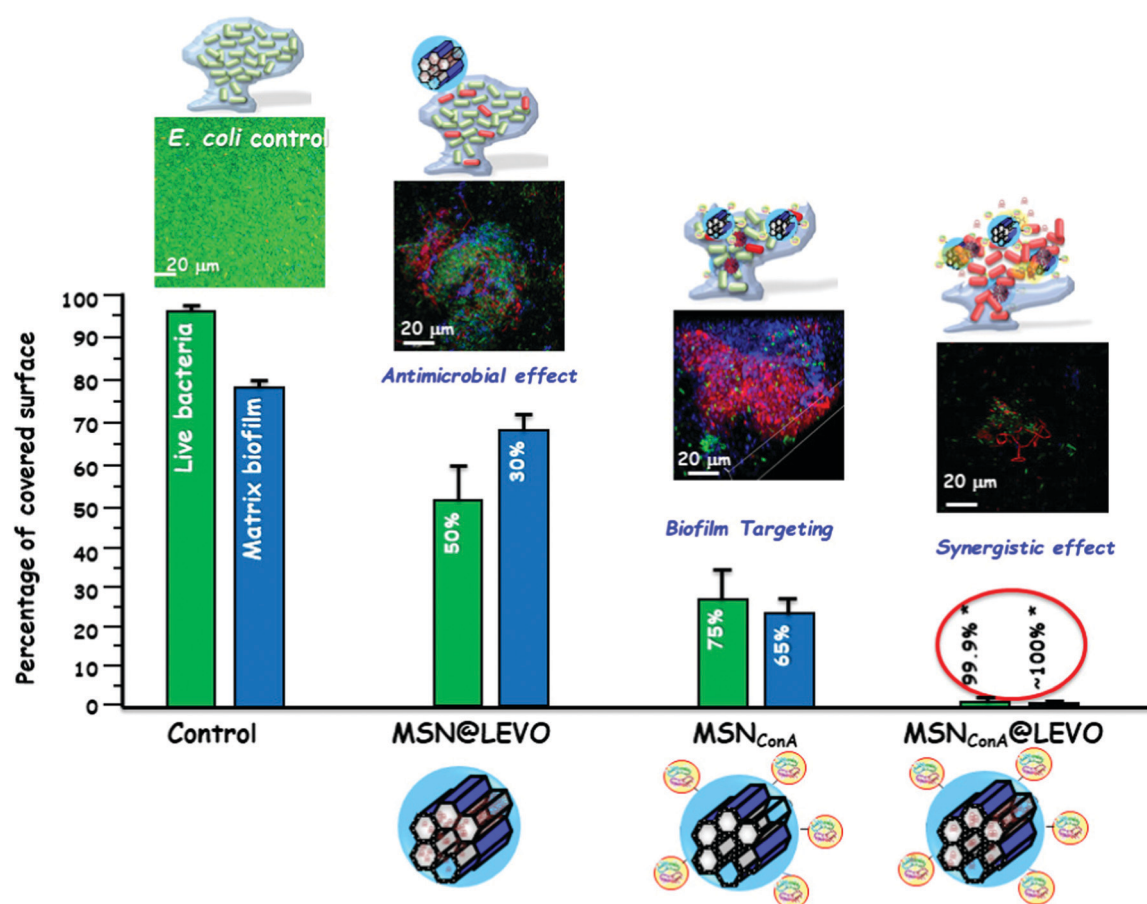 E. coli control
20 μm
20 μm
Antimicrobial effect
20 μm
Biofilm Targeting
20 μm
Synergistic effect
Percentage of covered surface
100
90
80
70
60
50
40
30
20
10
0
Live bacteria
Matrix biofilm
50%
30%
75%
65%
99.9% *
~100% *
Control
MSN@LEVO
MSNConA
MSNConA@LEVO